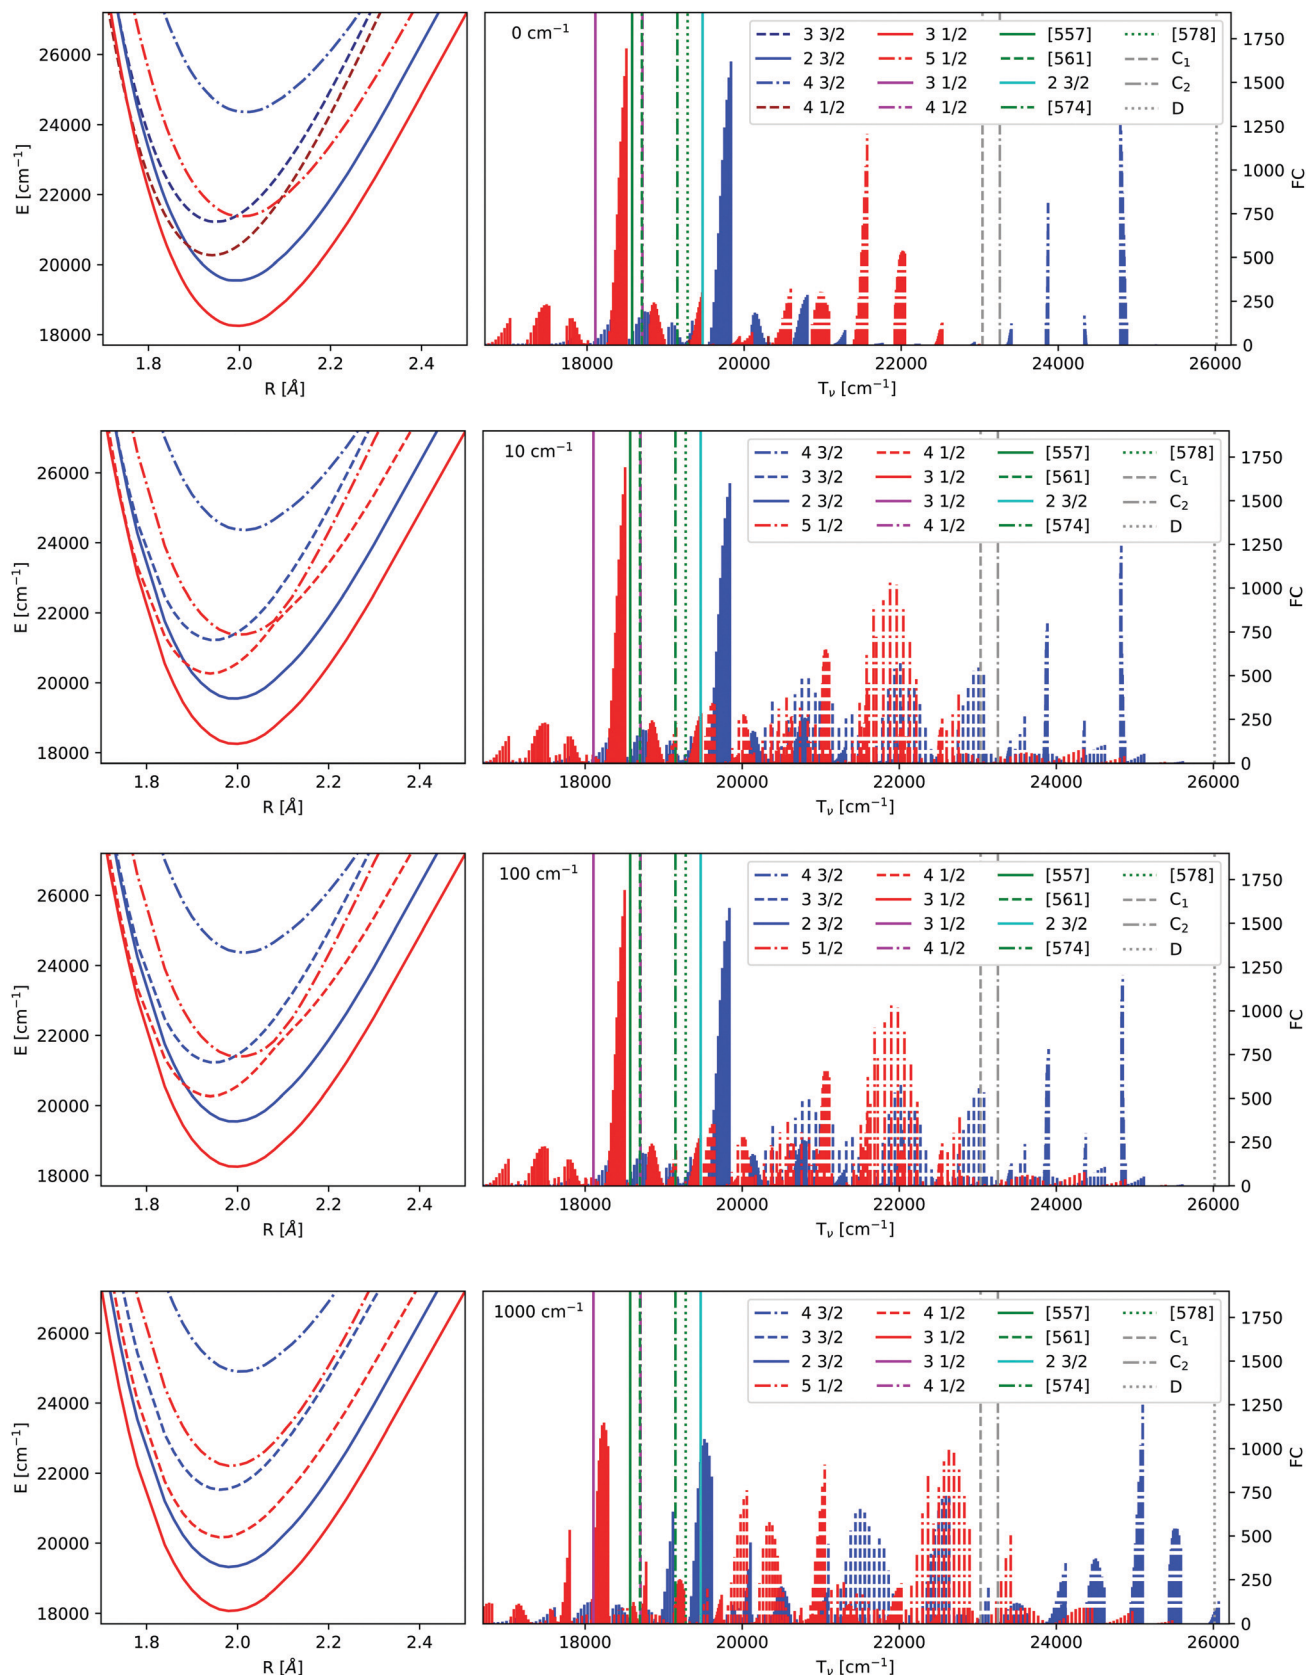 0 cm⁻¹
3 3/2 3 1/2 [557] [578]
2 3/2 5 1/2 [561] C₁
4 3/2 3 1/2 2 3/2 C₂
4 1/2 4 1/2 [574] D
E [cm⁻¹]
26000
24000
22000
20000
18000
1.8 2.0 2.2 2.4
R [Å]
1750
1500
1250
1000
750
500
250
0
FC
18000 20000 22000 24000 26000
Tᵥ [cm⁻¹]
10 cm⁻¹
4 3/2 4 1/2 [557] [578]
3 3/2 3 1/2 [561] C₁
2 3/2 3 1/2 2 3/2 C₂
5 1/2 4 1/2 [574] D
E [cm⁻¹]
26000
24000
22000
20000
18000
1.8 2.0 2.2 2.4
R [Å]
1750
1500
1250
1000
750
500
250
0
FC
18000 20000 22000 24000 26000
Tᵥ [cm⁻¹]
100 cm⁻¹
4 3/2 4 1/2 [557] [578]
3 3/2 3 1/2 [561] C₁
2 3/2 3 1/2 2 3/2 C₂
5 1/2 4 1/2 [574] D
E [cm⁻¹]
26000
24000
22000
20000
18000
1.8 2.0 2.2 2.4
R [Å]
1750
1500
1250
1000
750
500
250
0
FC
18000 20000 22000 24000 26000
Tᵥ [cm⁻¹]
1000 cm⁻¹
4 3/2 4 1/2 [557] [578]
3 3/2 3 1/2 [561] C₁
2 3/2 3 1/2 2 3/2 C₂
5 1/2 4 1/2 [574] D
E [cm⁻¹]
26000
24000
22000
20000
18000
1.8 2.0 2.2 2.4
R [Å]
1750
1500
1250
1000
750
500
250
0
FC
18000 20000 22000 24000 26000
Tᵥ [cm⁻¹]